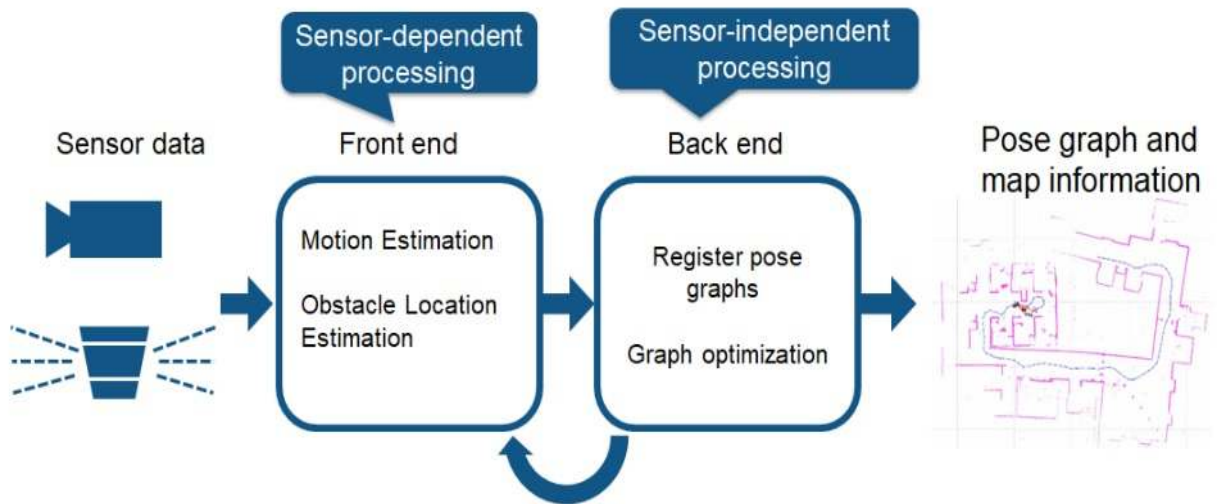 Sensor-dependent
processing
Sensor-independent
processing
Sensor data
Front end
Back end
Pose graph and
map information
Motion Estimation
Obstacle Location
Estimation
Register pose
graphs
Graph optimization